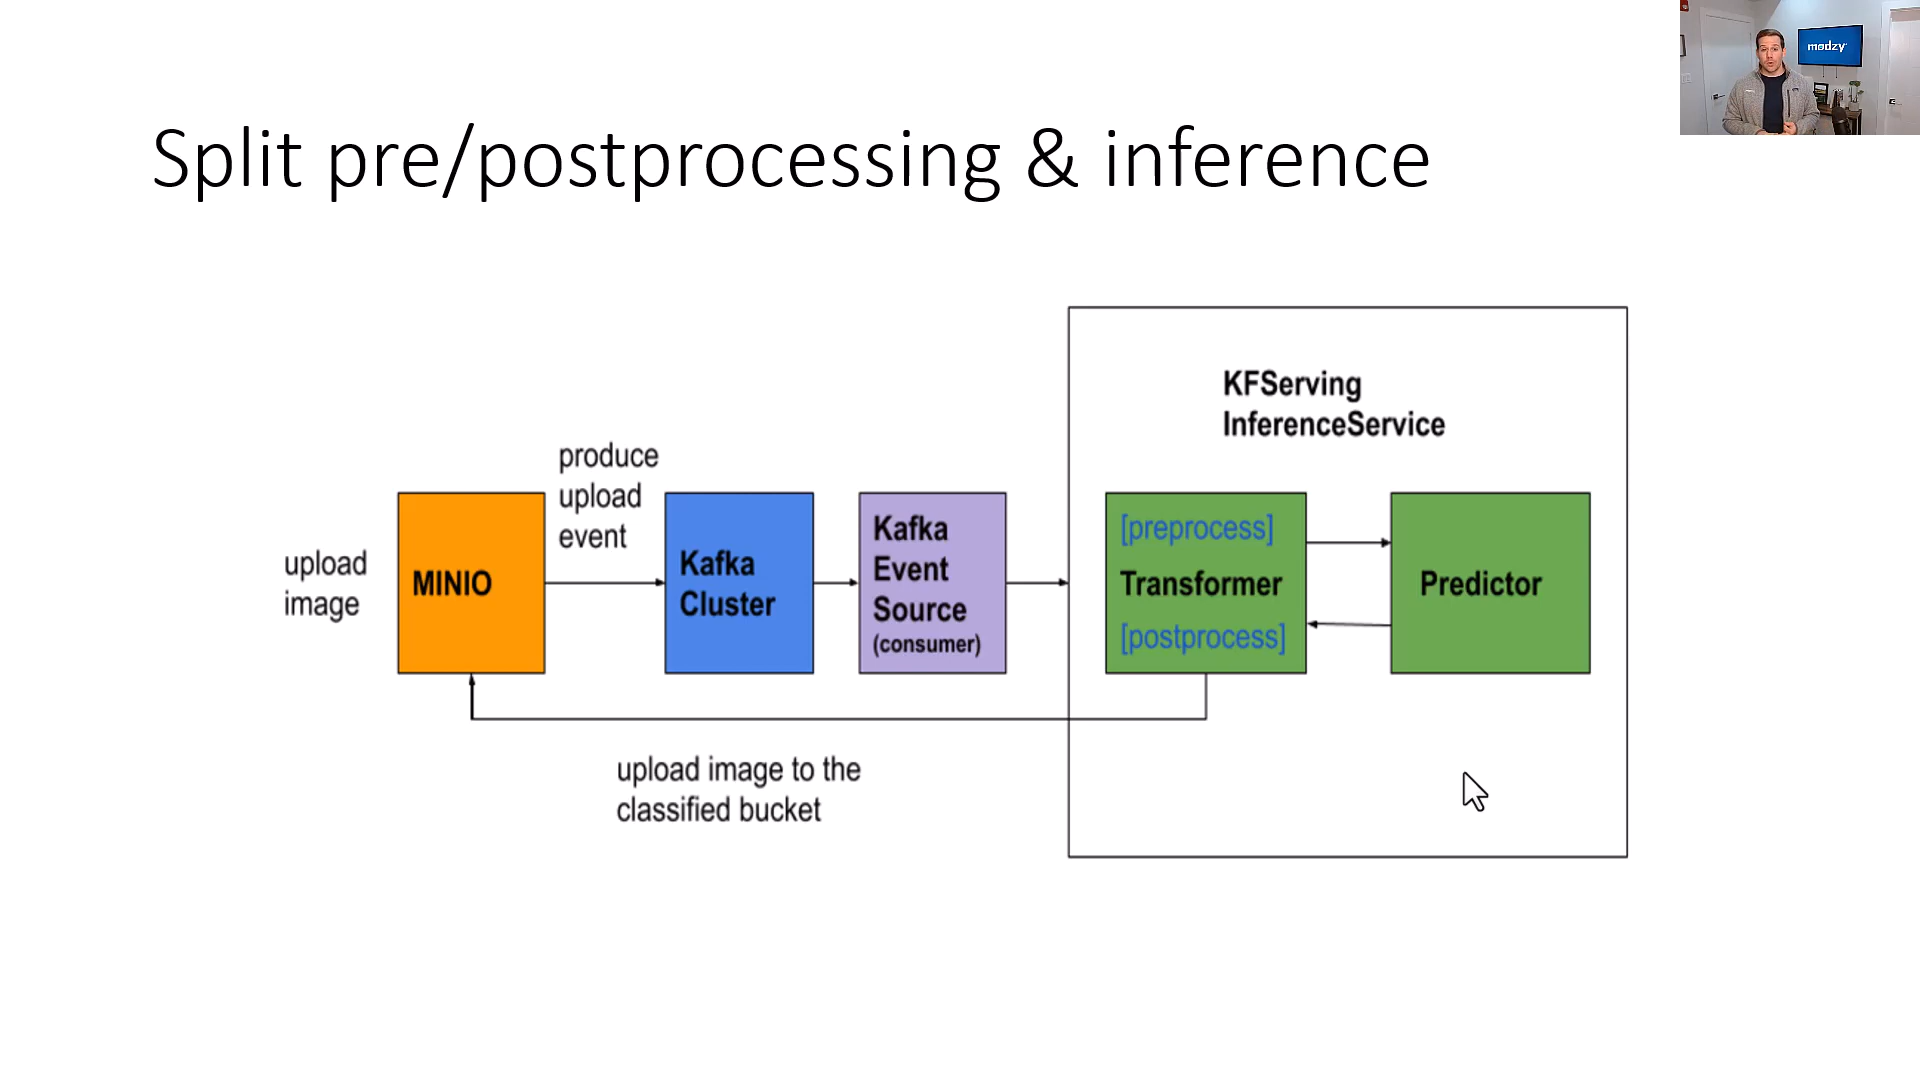 modzy
Split pre/postprocessing & inference
KFServing
InferenceService
produce
upload
event
upload
image
MINIO
Kafka
Cluster
Kafka
Event
Source
(consumer)
[preprocess]
Transformer
[postprocess]
Predictor
upload image to the
classified bucket